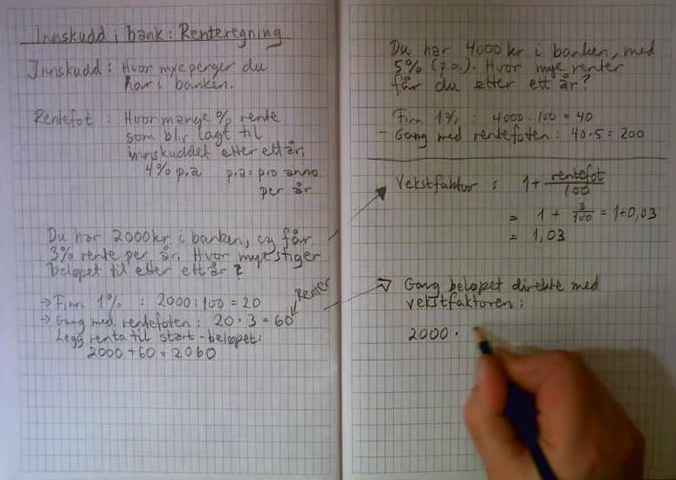 Innskudd i bank: Renteregning
Innskudd: Hvor mye penger du
har i banken.
Rentefot: Hvor mange % rente
som blir lagt til
innskuddet etter ett år.
4% p.a p.a = pro anno
per år
Du har 2000kr i banken, og får
3% rente per år. Hvor mye stiger
beløpet til etter ett år?
→ Finn 1% : 2000:100 = 20
→ Gang med rentefoten: 20 · 3 = 60
Renter
Legg renta til start-beløpet:
2000 + 60 = 2060
Du har 4000 kr i banken, med
5% (p.a.). Hvor mye renter
får du etter ett år?
Finn 1% : 4000:100 = 40
- Gang med rentefoten: 40·5 = 200
Vekstfaktor : 1 + rentefot/100
= 1 + 3/100 = 1+0,03
= 1,03
Gang beløpet direkte med
vekstfaktoren:
2000 ·